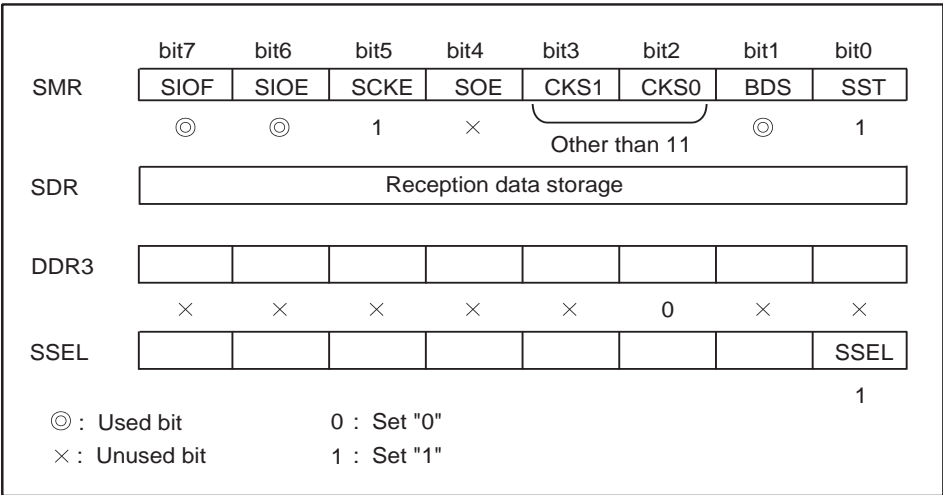 bit7 bit6 bit5 bit4 bit3 bit2 bit1 bit0
SMR SIOF SIOE SCKE SOE CKS1 CKS0 BDS SST
◎ ◎ 1 × Other than 11 ◎ 1
SDR Reception data storage
DDR3
× × × × × 0 × ×
SSEL SSEL
1
◎ : Used bit 0 : Set "0"
× : Unused bit 1 : Set "1"